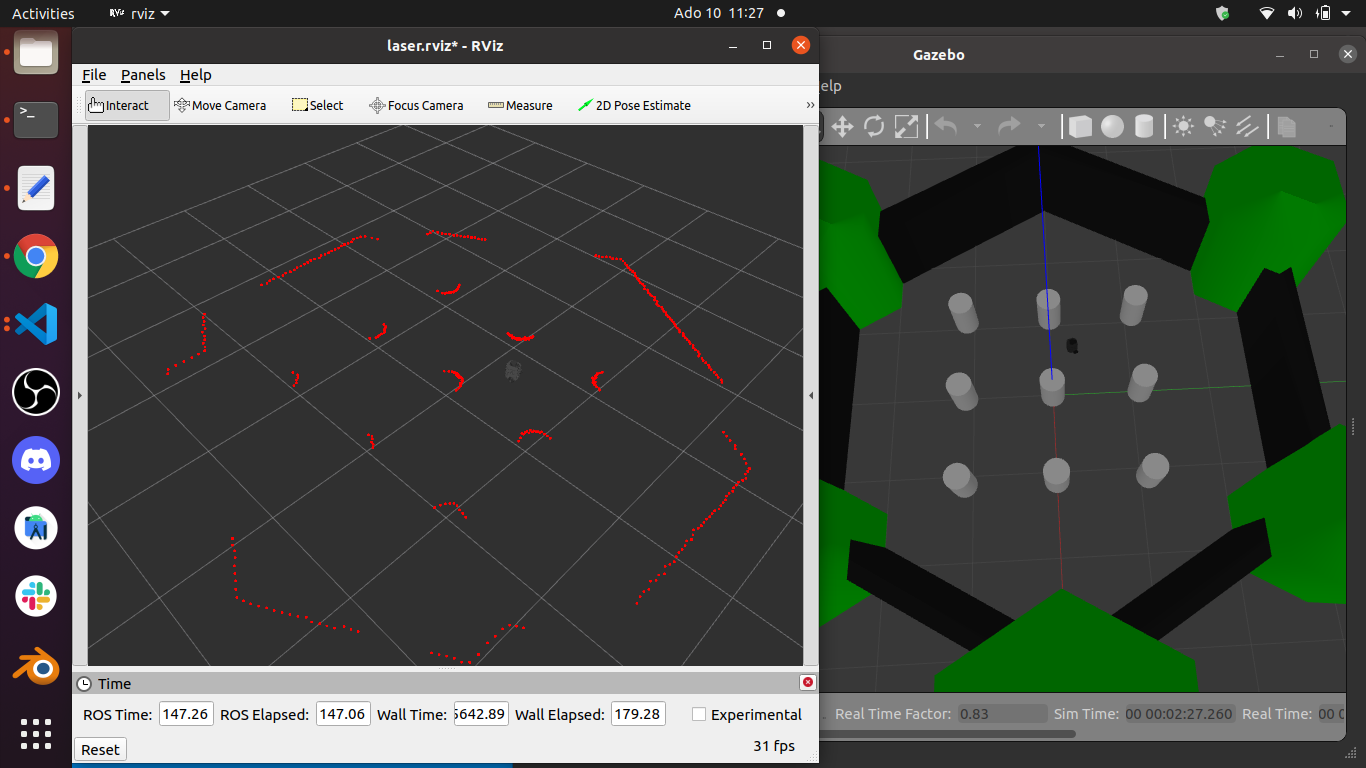 Activities RViz rviz Ado 10 11:27
laser.rviz* - RViz
Gazebo
File Panels Help
elp
Interact Move Camera Select Focus Camera Measure 2D Pose Estimate »
Time
ROS Time: 147.26 ROS Elapsed: 147.06 Wall Time: 5642.89 Wall Elapsed: 179.28 Experimental
Real Time Factor: 0.83 Sim Time: 00 00:02:27.260 Real Time: 00 0
Reset 31 fps